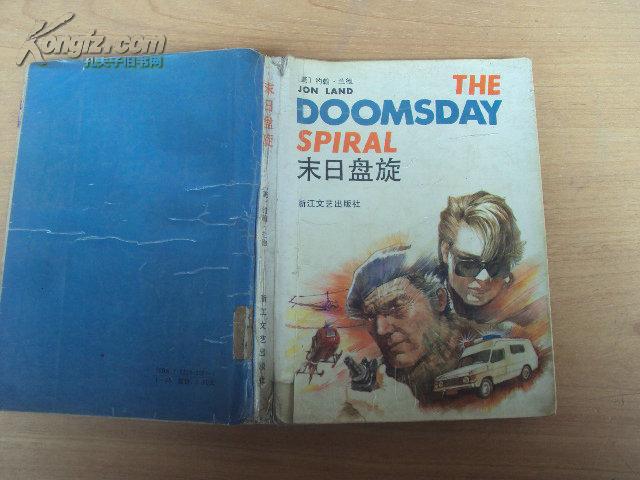 Kongfz.com
孔夫子旧书网
末日盘旋
新江文艺出版社
约翰·兰德
JON LAND
THE
DOOMSDAY
SPIRAL
末日盘旋
浙江文艺出版社